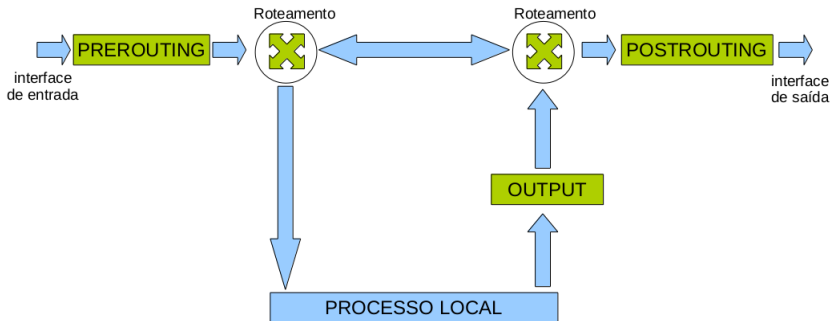 Roteamento
Roteamento
PREROUTING
POSTROUTING
interface
de entrada
interface
de saída
OUTPUT
PROCESSO LOCAL